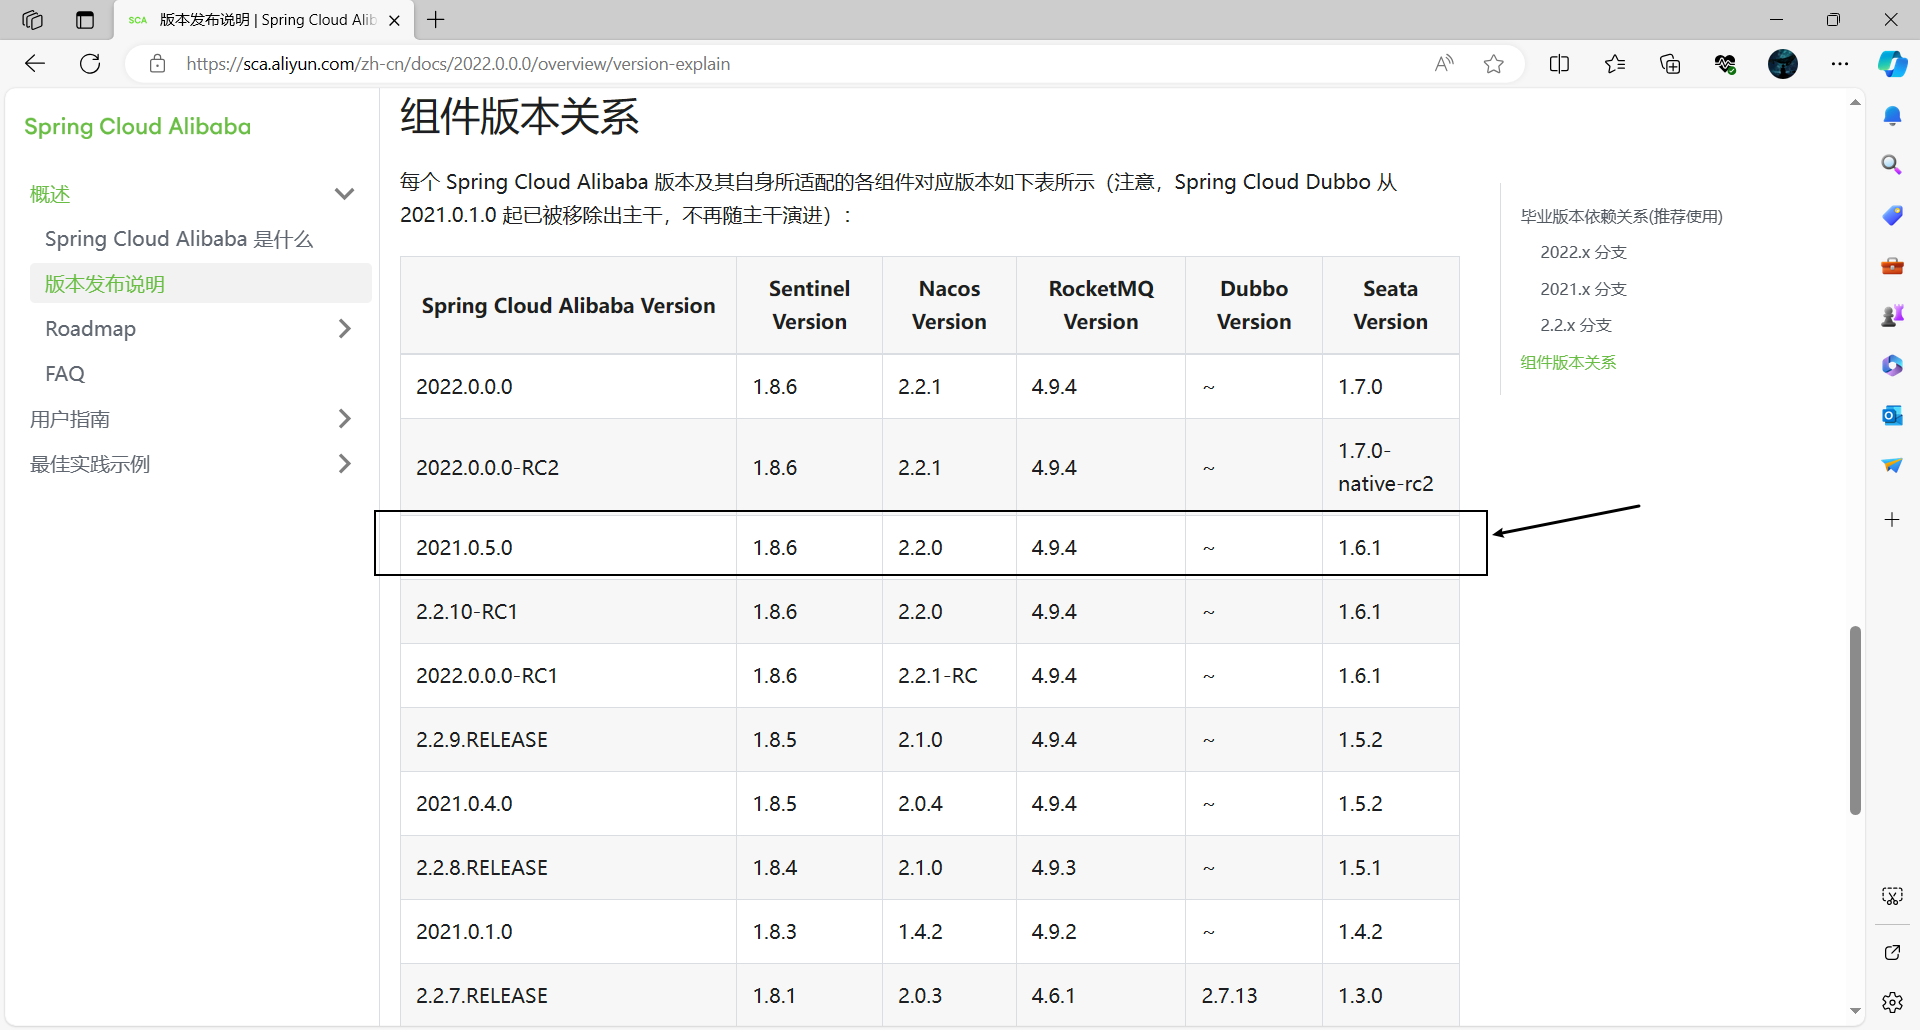 SCA 版本发布说明 | Spring Cloud Alib
https://sca.aliyun.com/zh-cn/docs/2022.0.0.0/overview/version-explain
Spring Cloud Alibaba
概述
Spring Cloud Alibaba 是什么
版本发布说明
Roadmap
FAQ
用户指南
最佳实践示例
组件版本关系
每个 Spring Cloud Alibaba 版本及其自身所适配的各组件对应版本如下表所示（注意，Spring Cloud Dubbo 从
2021.0.1.0 起已被移除出主干，不再随主干演进）：
Spring Cloud Alibaba Version Sentinel Version Nacos Version RocketMQ Version Dubbo Version Seata Version
2022.0.0.0 1.8.6 2.2.1 4.9.4 ~ 1.7.0
2022.0.0.0-RC2 1.8.6 2.2.1 4.9.4 ~ 1.7.0-native-rc2
2021.0.5.0 1.8.6 2.2.0 4.9.4 ~ 1.6.1
2.2.10-RC1 1.8.6 2.2.0 4.9.4 ~ 1.6.1
2022.0.0.0-RC1 1.8.6 2.2.1-RC 4.9.4 ~ 1.6.1
2.2.9.RELEASE 1.8.5 2.1.0 4.9.4 ~ 1.5.2
2021.0.4.0 1.8.5 2.0.4 4.9.4 ~ 1.5.2
2.2.8.RELEASE 1.8.4 2.1.0 4.9.3 ~ 1.5.1
2021.0.1.0 1.8.3 1.4.2 4.9.2 ~ 1.4.2
2.2.7.RELEASE 1.8.1 2.0.3 4.6.1 2.7.13 1.3.0
毕业版本依赖关系(推荐使用)
2022.x 分支
2021.x 分支
2.2.x 分支
组件版本关系